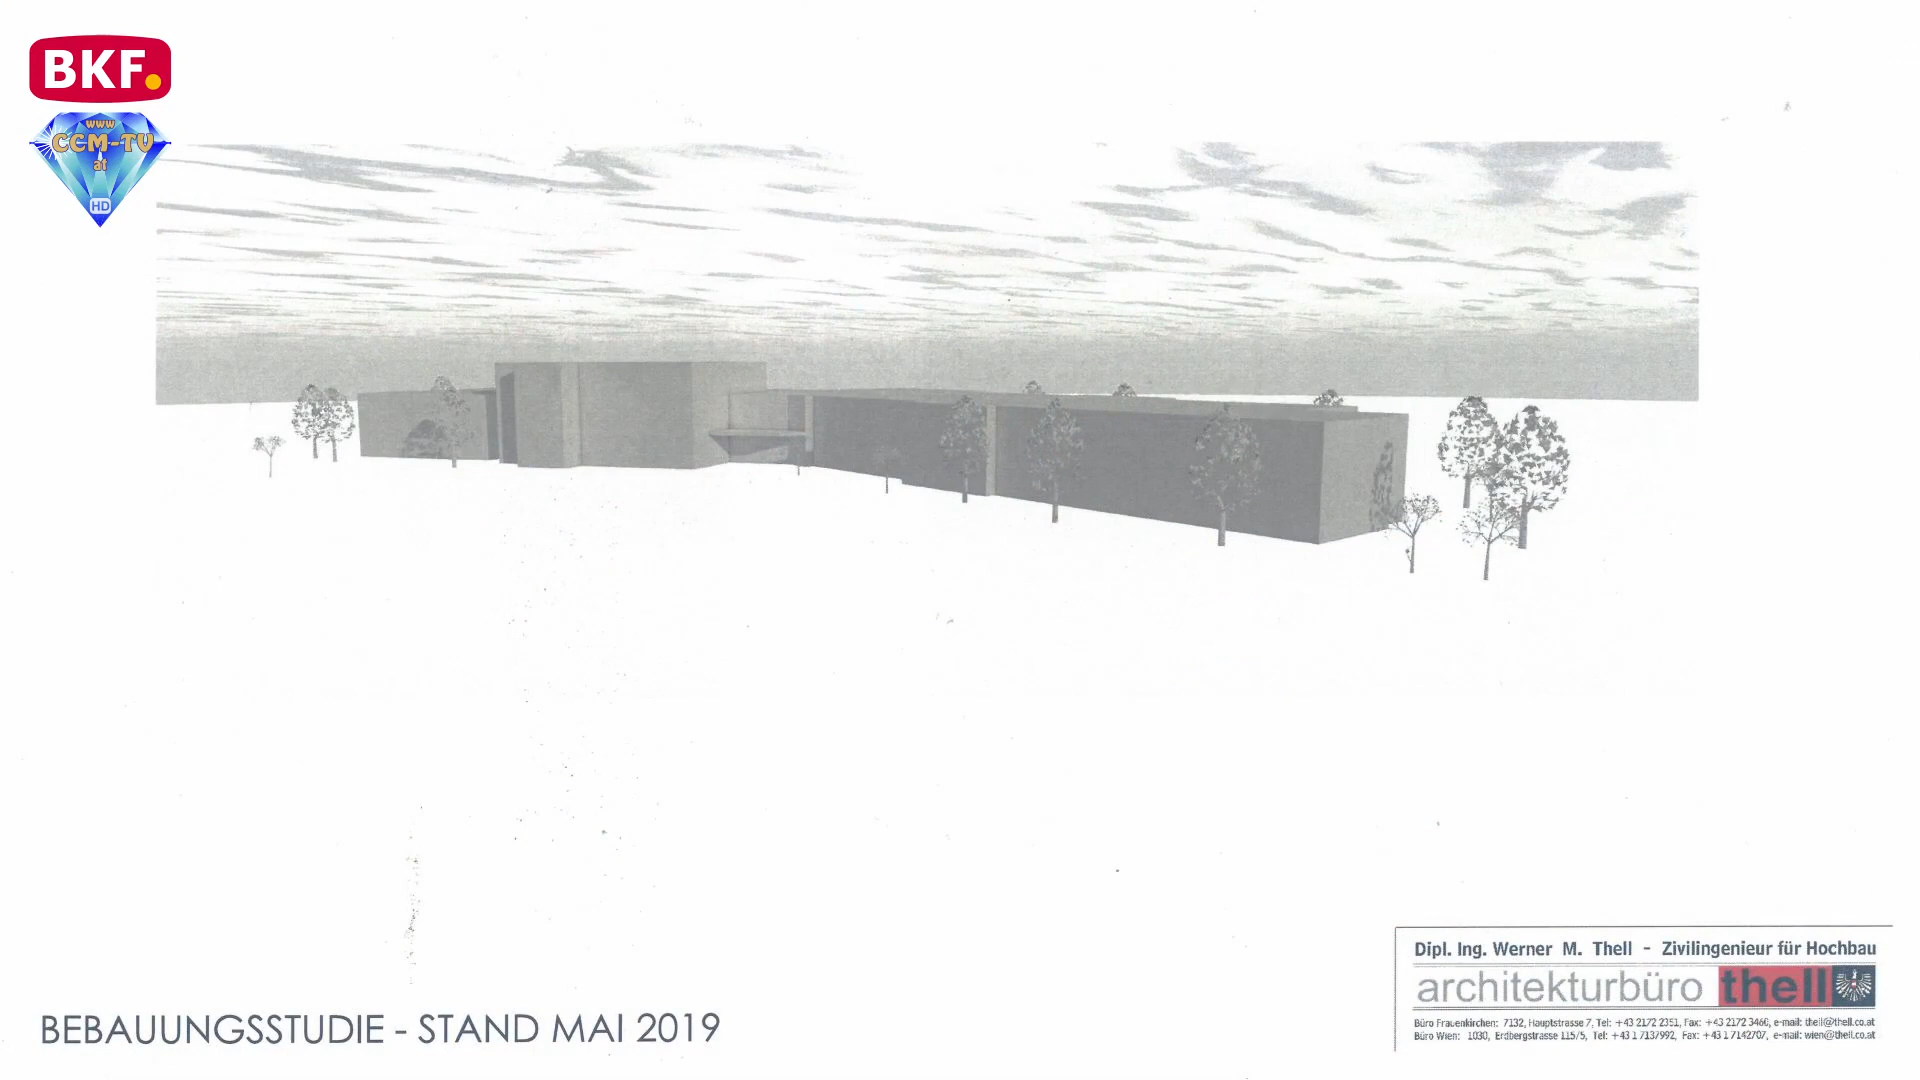 BKF.
www
CCM-TV
at
HD
Dipl. Ing. Werner M. Thell - Zivilingenieur für Hochbau
architekturbüro thell
Büro Frauenkirchen: 7132, Hauptstrasse 7, Tel: +43 2172 2351, Fax: +43 2172 3466, e-mail: thell@thell.co.at
Büro Wien: 1030, Erdbergstrasse 115/5, Tel: +43 1 7137992, Fax: +43 1 7142707, e-mail: wien@thell.co.at
BEBAUUNGSSTUDIE - STAND MAI 2019